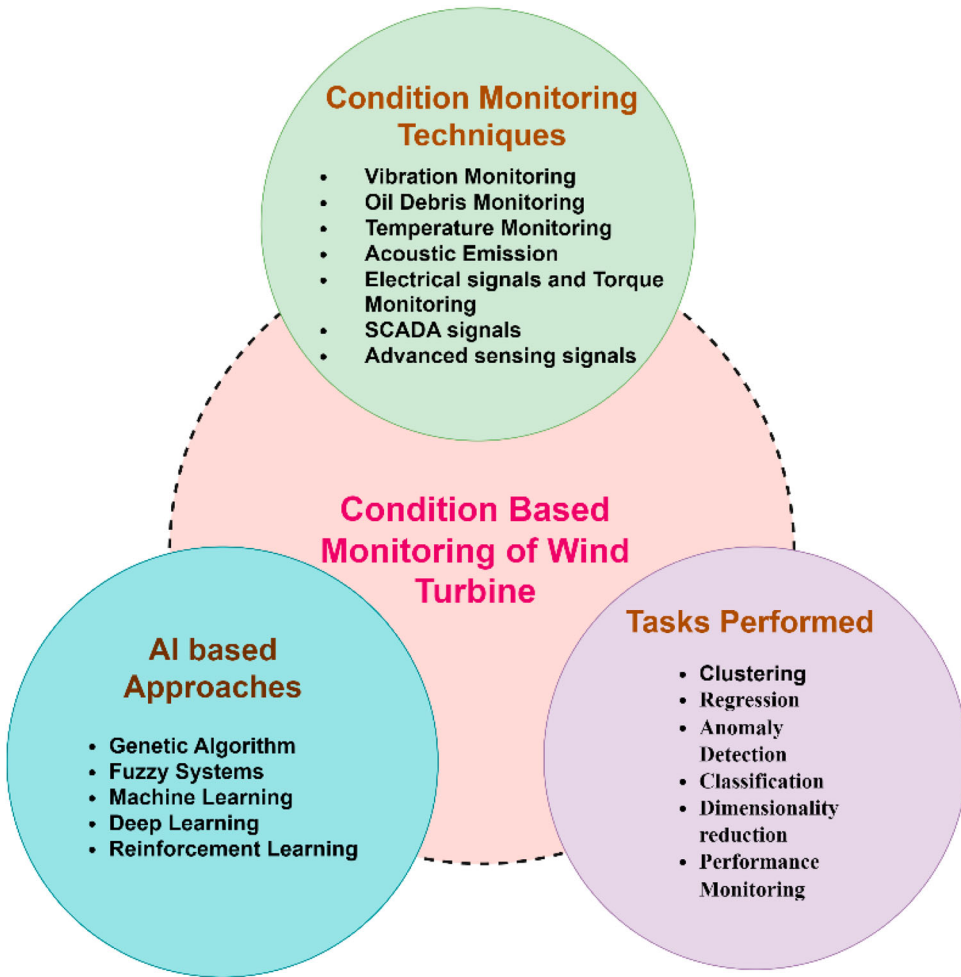 Condition Monitoring
Techniques
• Vibration Monitoring
• Oil Debris Monitoring
• Temperature Monitoring
• Acoustic Emission
• Electrical signals and Torque
Monitoring
• SCADA signals
• Advanced sensing signals
Condition Based
Monitoring of Wind
Turbine
AI based
Approaches
• Genetic Algorithm
• Fuzzy Systems
• Machine Learning
• Deep Learning
• Reinforcement Learning
Tasks Performed
• Clustering
• Regression
• Anomaly
Detection
• Classification
• Dimensionality
reduction
• Performance
Monitoring